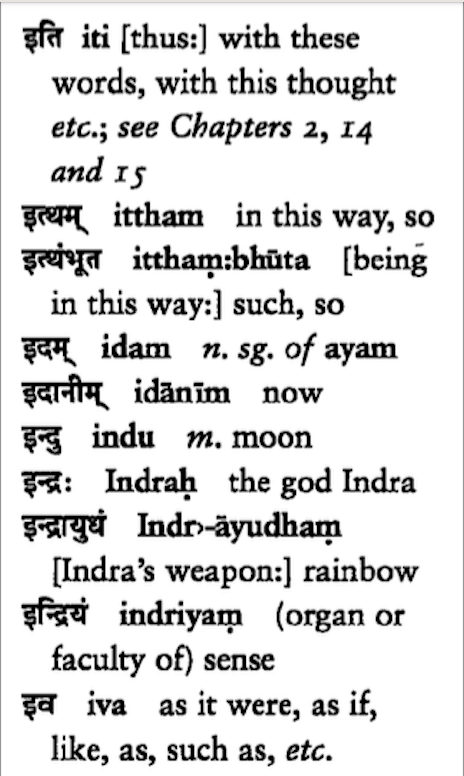 इति iti [thus:] with these
words, with this thought
etc.; see Chapters 2, 14
and 15
इत्थम् ittham in this way, so
इत्थंभूत itthaṃ:bhūta [being
in this way:] such, so
इदम् idam n. sg. of ayam
इदानीम् idānīm now
इन्दु indu m. moon
इन्द्रः Indraḥ the god Indra
इन्द्रायुधं Indr>-āyudhaṃ
[Indra’s weapon:] rainbow
इन्द्रियं indriyaṃ (organ or
faculty of) sense
इव iva as it were, as if,
like, as, such as, etc.